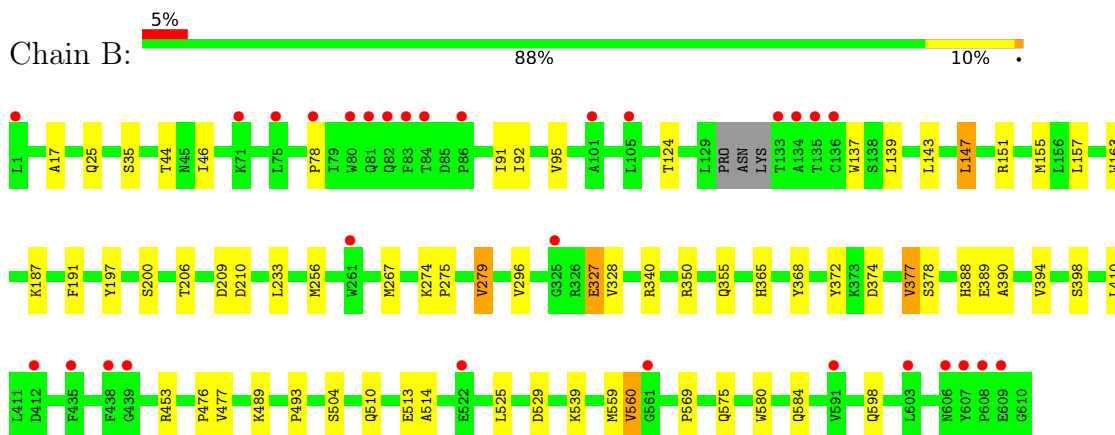 5%
Chain B:
88% 10% •
L1 A17 Q25 S35 T44 N45 I46 K71 L75 P78 I79 W80 Q81 Q82 F83 T84 D85 P86 I91 I92 V95 A101 L105 T124 L129 PRO ASN LYS T133 A134 T135 C136 W137 S138 L139 L143 L147 R151 M155 L156 L157 W163
K187 F191 Y197 S200 T206 D209 D210 L233 M256 W261 M267 K274 P275 V279 V296 G325 R326 E327 V328 R340 R350 Q355 H365 Y368 Y372 K373 D374 V377 S378 H388 E389 A390 V394 S398 L410
L411 D412 F435 F438 G439 R453 P476 V477 K489 P493 S504 Q510 E513 A514 E522 L525 D529 K539 M559 V560 G561 P569 Q575 W580 Q584 V591 Q598 L603 N606 Y607 P608 E609 G610